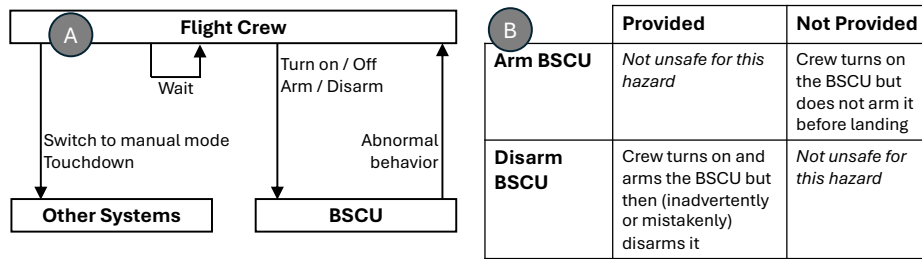 A
Flight Crew
Wait
Turn on / Off
Arm / Disarm
Switch to manual mode
Touchdown
Abnormal
behavior
Other Systems
BSCU
B
Provided
Not Provided
Arm BSCU
Not unsafe for this
hazard
Crew turns on
the BSCU but
does not arm it
before landing
Disarm
BSCU
Crew turns on and
arms the BSCU but
then (inadvertently
or mistakenly)
disarms it
Not unsafe for
this hazard